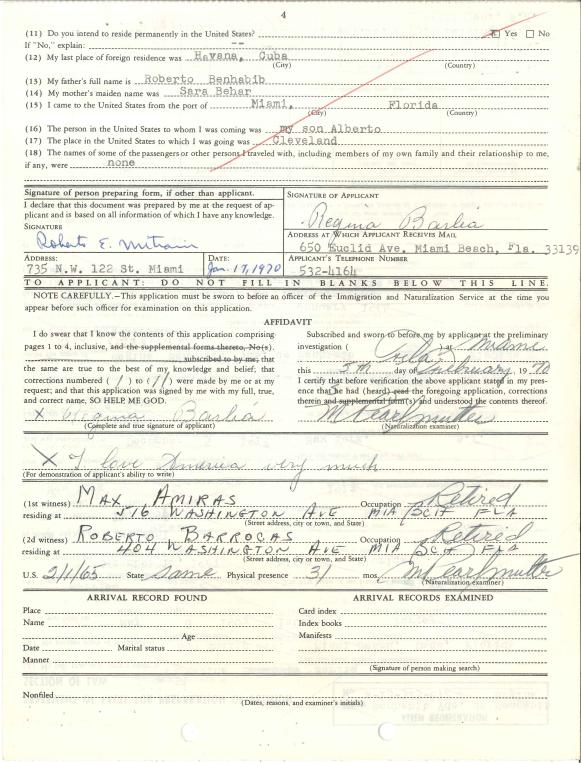 4
(11) Do you intend to reside permanently in the United States? Yes No
If "No," explain: --
(12) My last place of foreign residence was Havana, Cuba
(City) (Country)
(13) My father's full name is Roberto Benhabib
(14) My mother's maiden name was Sara Behar
(15) I came to the United States from the port of Miami, Florida
(City) (Country)
(16) The person in the United States to whom I was coming was my son Alberto
(17) The place in the United States to which I was going was Cleveland
(18) The names of some of the passengers or other persons I traveled with, including members of my own family and their relationship to me,
if any, were none
Signature of person preparing form, if other than applicant.
I declare that this document was prepared by me at the request of ap-
plicant and is based on all information of which I have any knowledge.
SIGNATURE
Roberto E.
ADDRESS: DATE:
735 N.W. 122 St. Miami Jan. 17, 1970
SIGNATURE OF APPLICANT
Regina Barlia
ADDRESS AT WHICH APPLICANT RECEIVES MAIL
650 Euclid Ave. Miami Beach, Fla. 33139
APPLICANT'S TELEPHONE NUMBER
532-4164
TO APPLICANT: DO NOT FILL IN BLANKS BELOW THIS LINE.
NOTE CAREFULLY.—This application must be sworn to before an officer of the Immigration and Naturalization Service at the time you
appear before such officer for examination on this application.
AFFIDAVIT
I do swear that I know the contents of this application comprising
pages 1 to 4, inclusive, and the supplemental forms thereto, No(s).
subscribed to by me; that
the same are true to the best of my knowledge and belief; that
corrections numbered (1) to (11) were made by me or at my
request; and that this application was signed by me with my full, true,
and correct name, SO HELP ME GOD.
X Regina Barlia
(Complete and true signature of applicant)
Subscribed and sworn to before me by applicant at the preliminary
investigation ( ) at Miami
Fla.
this 5th day of February, 1970
I certify that before verification the above applicant stated in my pres-
ence that he had (heard) read the foregoing application, corrections
therein and supplemental form(s) and understood the contents thereof.
M Pearlmutter
(Naturalization examiner)
X I love America very much
(For demonstration of applicant's ability to write)
(1st witness) MAX AMIRAS Occupation Retired
residing at 516 WASHINGTON AVE MIA BCH FLA
(Street address, city or town, and State)
(2d witness) ROBERTO BARROCAS Occupation Retired
residing at 404 WASHINGTON AVE MIA BCH FLA
(Street address, city or town, and State)
U.S. 2/1/65 State same Physical presence 31 mos. M Pearlmutter
(Naturalization examiner)
ARRIVAL RECORD FOUND
Place
Name
Age
Date Marital status
Manner
ARRIVAL RECORDS EXAMINED
Card index
Index books
Manifests
(Signature of person making search)
Nonfiled
(Dates, reasons, and examiner's initials)